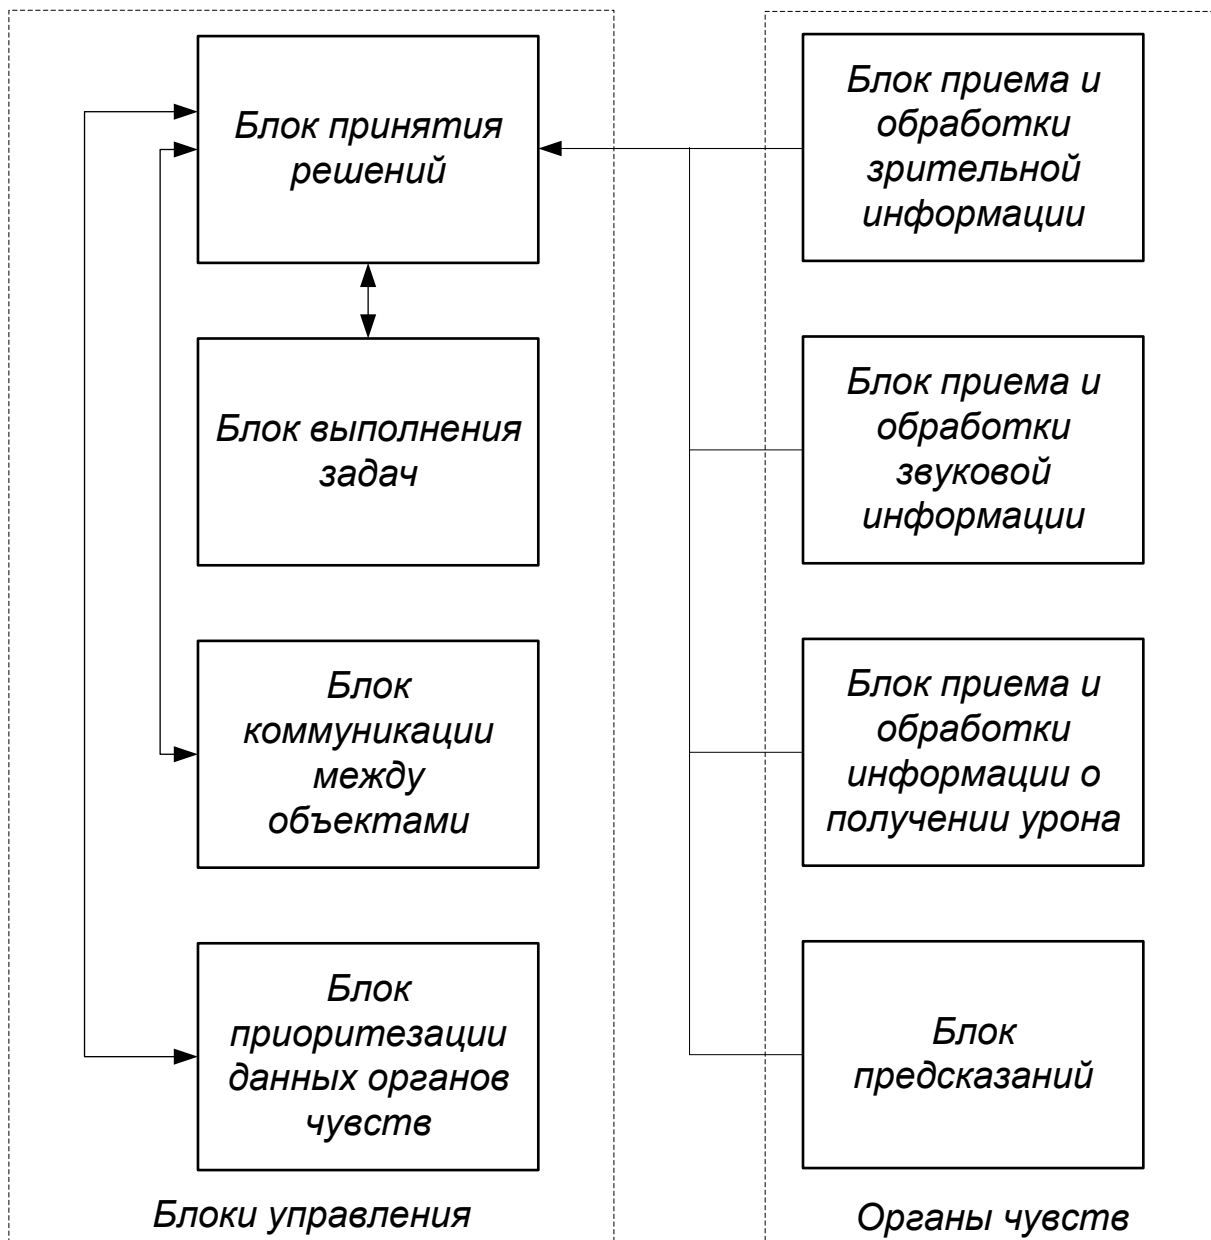 Блок принятия
решений
Блок выполнения
задач
Блок
коммуникации
между
объектами
Блок
приоритезации
данных органов
чувств
Блоки управления
Блок приема и
обработки
зрительной
информации
Блок приема и
обработки
звуковой
информации
Блок приема и
обработки
информации о
получении урона
Блок
предсказаний
Органы чувств